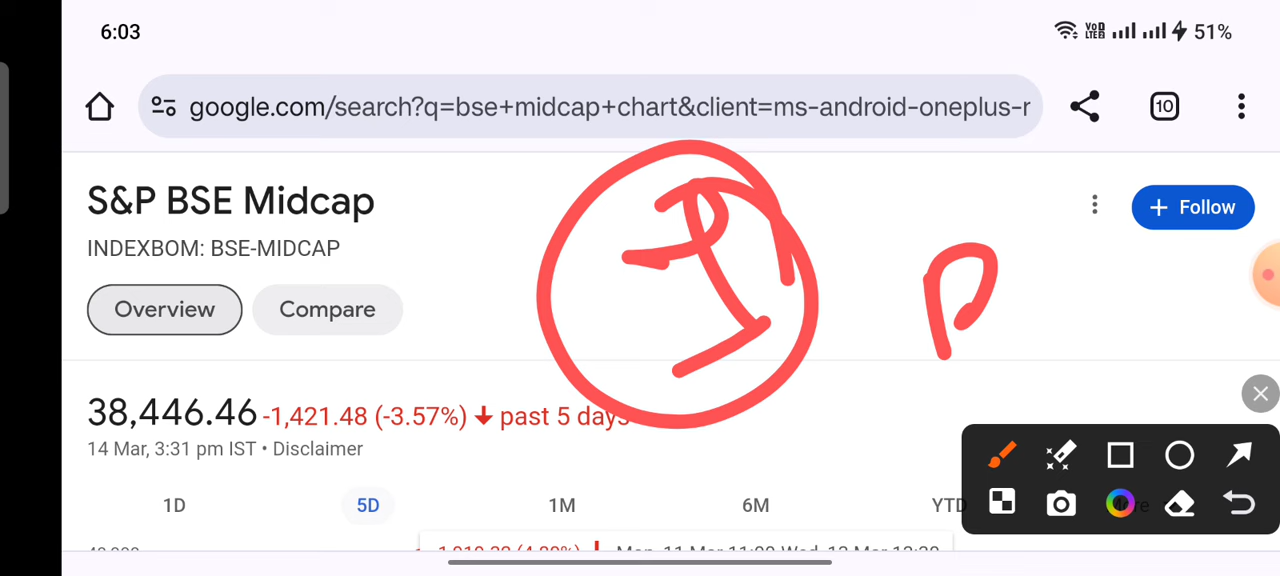 6:03 VoD LTED 51%
google.com/search?q=bse+midcap+chart&client=ms-android-oneplus-r 10
S&P BSE Midcap
Follow
INDEXBOM: BSE-MIDCAP
Overview Compare
P
38,446.46 -1,421.48 (-3.57%) ↓ past 5 days
14 Mar, 3:31 pm IST • Disclaimer
1D 5D 1M 6M YTD